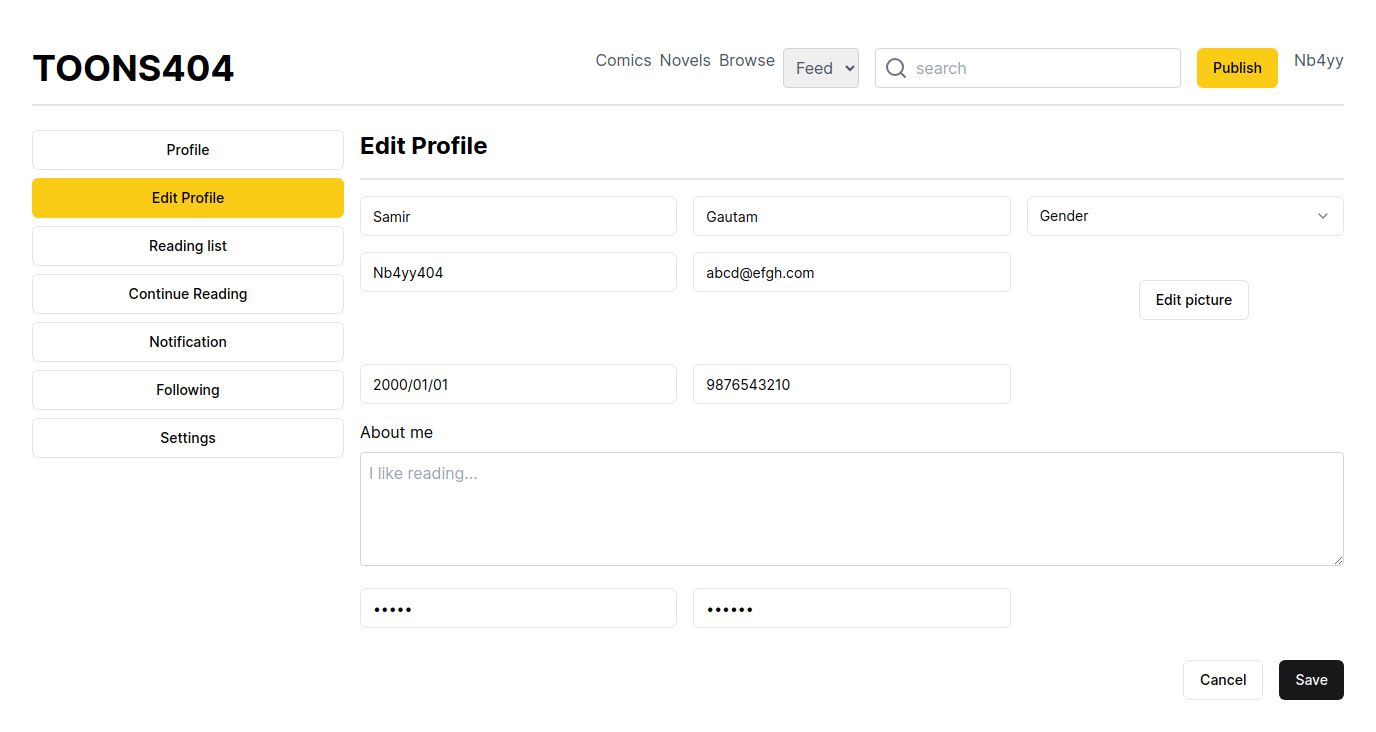 TOONS404
Comics Novels Browse Feed search Publish Nb4yy
Profile
Edit Profile
Reading list
Continue Reading
Notification
Following
Settings
Edit Profile
Samir Gautam Gender
Nb4yy404 abcd@efgh.com
Edit picture
2000/01/01 9876543210
About me
I like reading...
••••• ••••••
Cancel Save